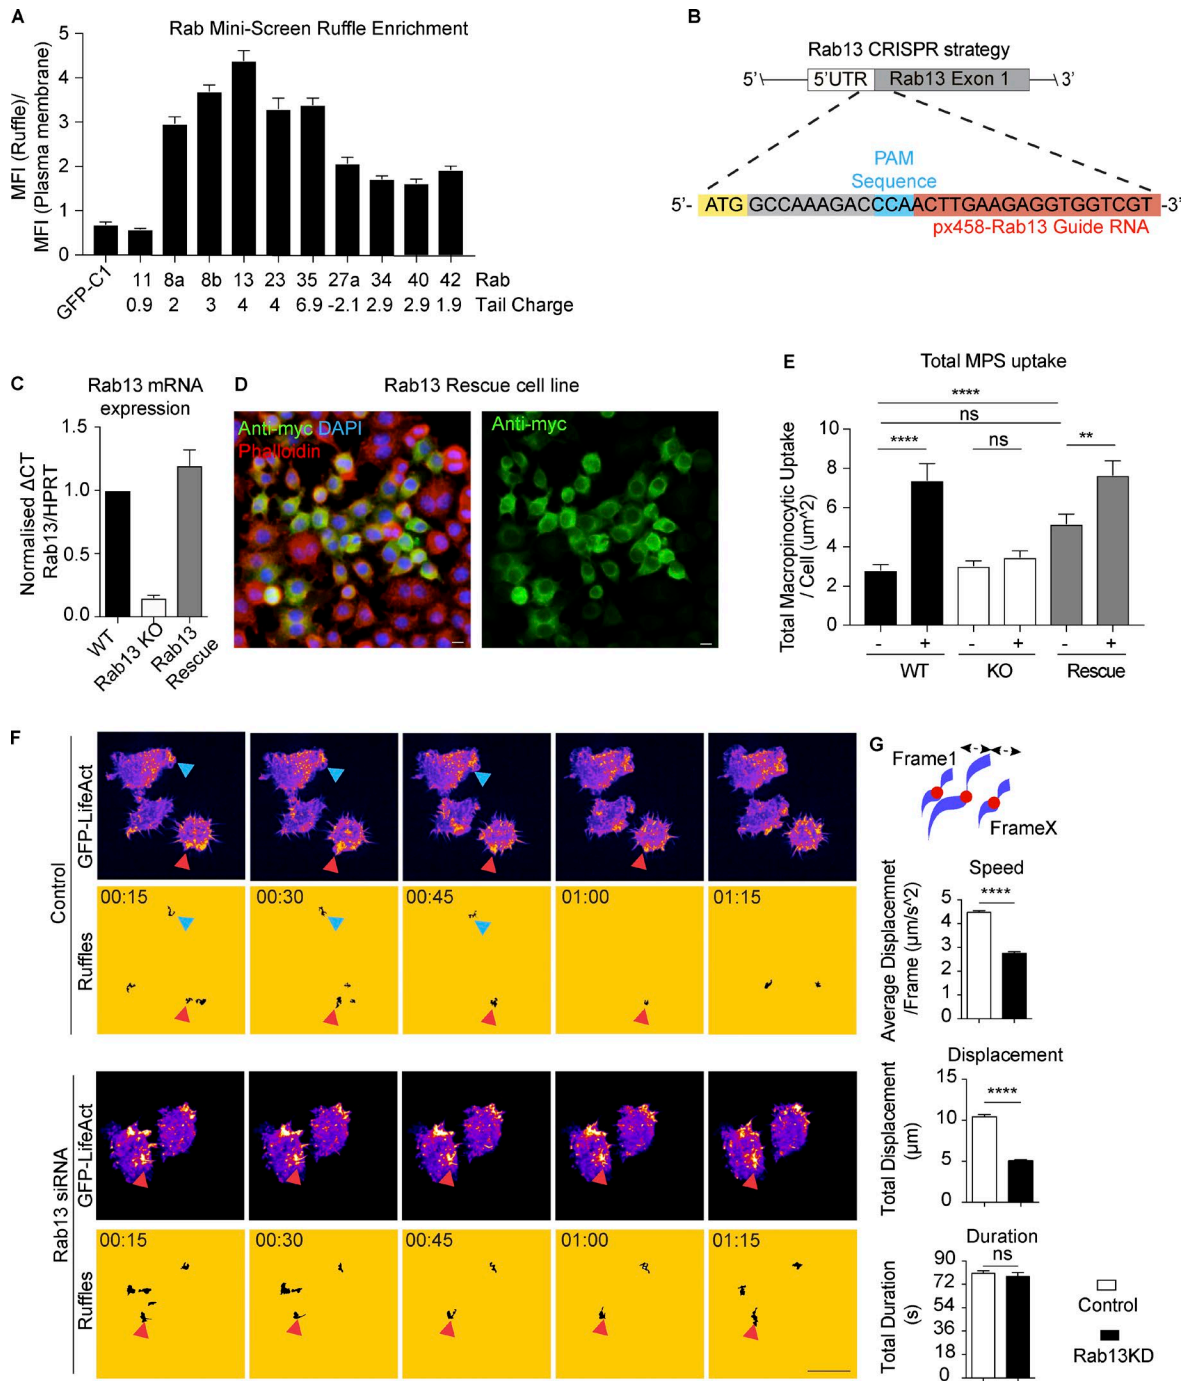 A
Rab Mini-Screen Ruffle Enrichment
MFI (Ruffle)/
MFI (Plasma membrane)
5
4
3
2
1
0
GFP-C1 11 8a 8b 13 23 35 27a 34 40 42 Rab
0.9 2 3 4 4 6.9 -2.1 2.9 2.9 1.9 Tail Charge
B
Rab13 CRISPR strategy
5' 5'UTR Rab13 Exon 1 3'
PAM
Sequence
5'- ATG GCCAAAGACCCAACTTGAAGAGGTGGTCGT -3'
px458-Rab13 Guide RNA
C
Rab13 mRNA
expression
Normalised ΔCT
Rab13/HPRT
1.5
1.0
0.5
0.0
WT
Rab13 KO
Rab13
Rescue
D
Rab13 Rescue cell line
Anti-myc DAPI
Phalloidin
Anti-myc
E
Total MPS uptake
Total Macropinocytic Uptake
/ Cell (um^2)
****
ns
**** ns **
10
8
6
4
2
0
- + - + - +
WT KO Rescue
F
Control
GFP-LifeAct
Ruffles
00:15 00:30 00:45 01:00 01:15
Rab13 siRNA
GFP-LifeAct
Ruffles
00:15 00:30 00:45 01:00 01:15
G
Frame1
FrameX
Speed
****
Average Displacemnet
/Frame (µm/s^2)
5
4
3
2
1
0
Displacement
****
Total Displacement
(µm)
15
10
5
0
Duration
ns
Total Duration
(s)
90
72
54
36
18
0
Control
Rab13KD